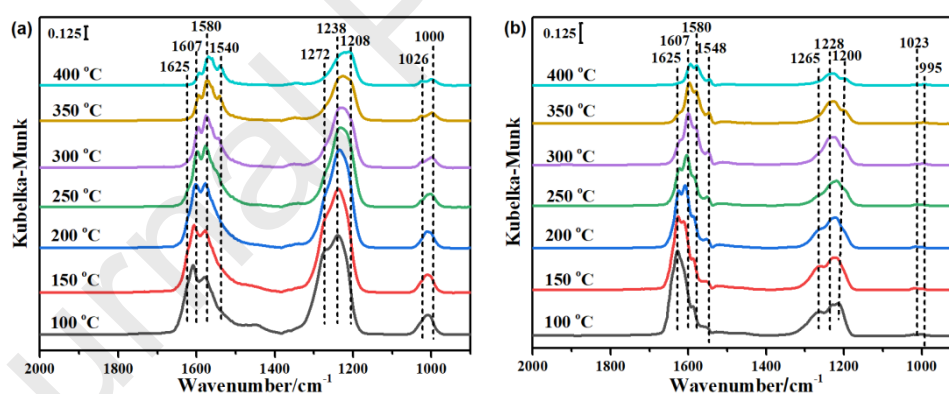 (a)
0.125
1580
1607
1540
1625
1238
1272
1208
1000
1026
400 °C
350 °C
300 °C
250 °C
200 °C
150 °C
100 °C
Kubelka-Munk
2000 1800 1600 1400 1200 1000
Wavenumber/cm⁻¹
(b)
0.125
1580
1607
1548
1625
1228
1265
1200
1023
995
400 °C
350 °C
300 °C
250 °C
200 °C
150 °C
100 °C
Kubelka-Munk
2000 1800 1600 1400 1200 1000
Wavenumber/cm⁻¹